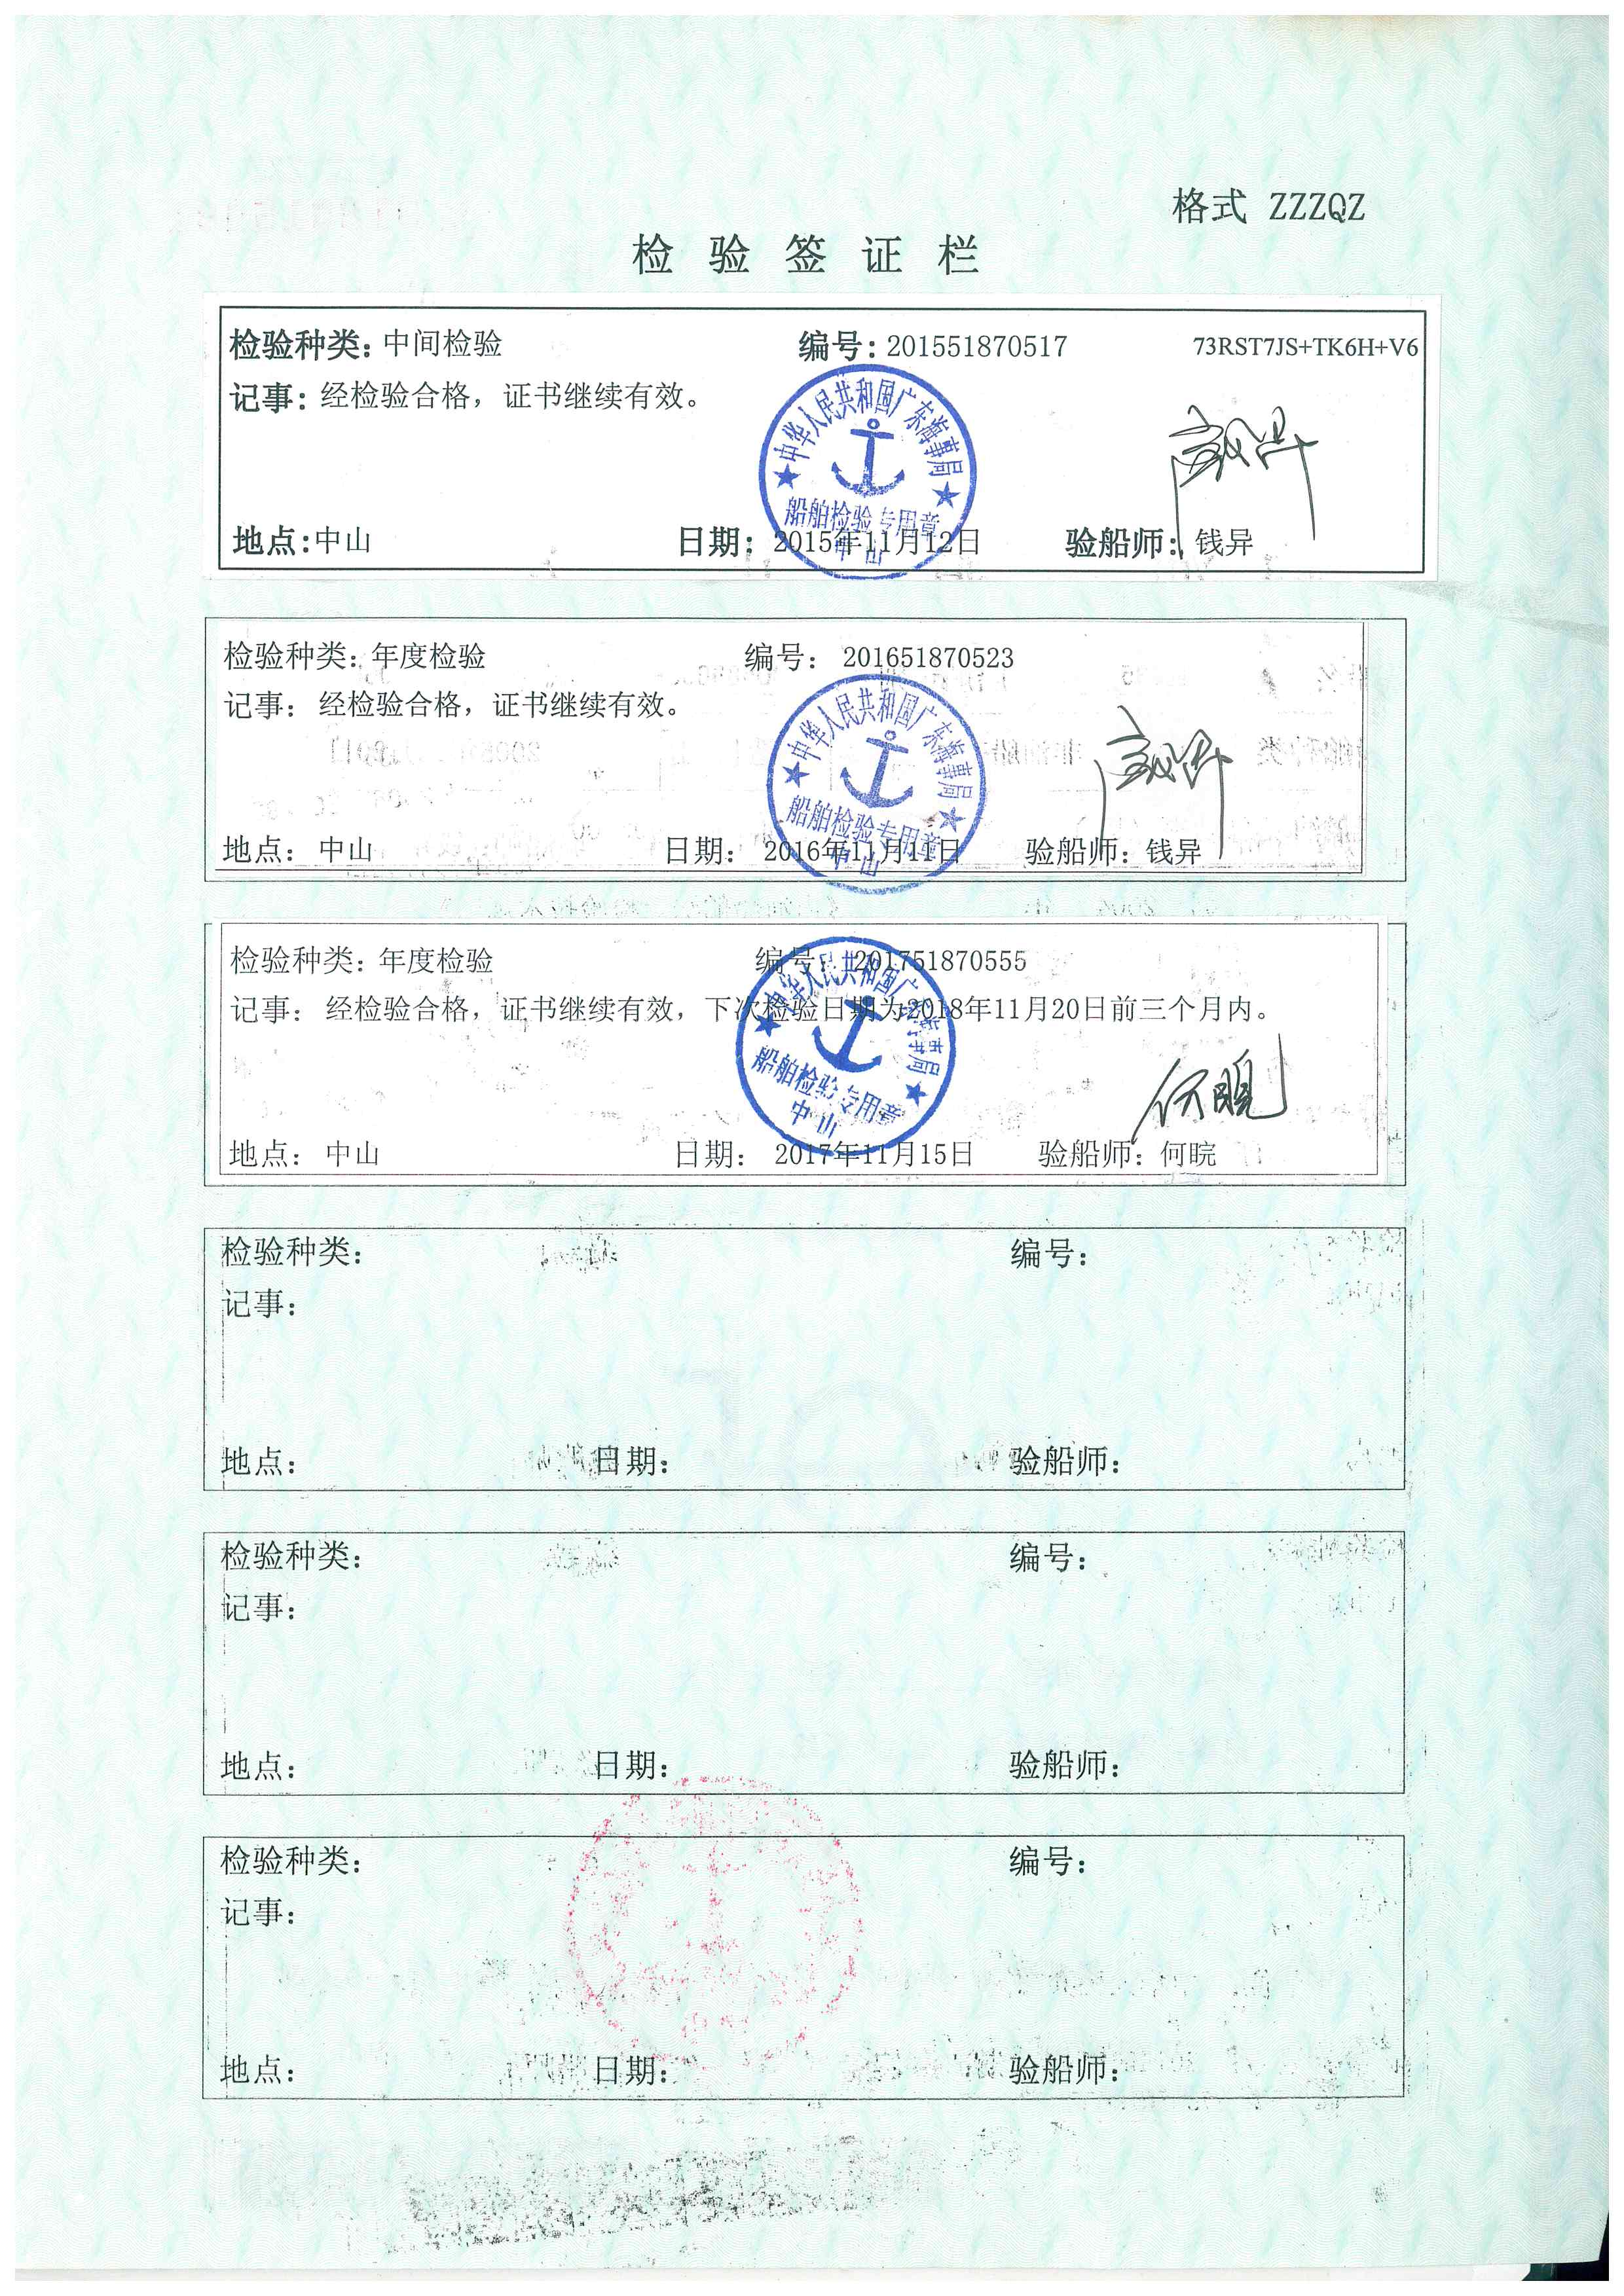 格式 ZZZQZ
检验签证栏
检验种类: 中间检验 编号: 201551870517 73RST7JS+TK6H+V6
记事: 经检验合格，证书继续有效。
中华人民共和国广东海事局
船舶检验专用章
中山
地点: 中山 日期: 2015年11月12日 验船师: 钱异
检验种类: 年度检验 编号: 201651870523
记事: 经检验合格，证书继续有效。
中华人民共和国广东海事局
船舶检验专用章
中山
地点: 中山 日期: 2016年11月11日 验船师: 钱异
检验种类: 年度检验 编号: 201751870555
记事: 经检验合格，证书继续有效，下次检验日期为2018年11月20日前三个月内。
中华人民共和国广东海事局
船舶检验专用章
中山
何睆
地点: 中山 日期: 2017年11月15日 验船师: 何睆
检验种类: 编号:
记事:
地点: 日期: 验船师:
检验种类: 编号:
记事:
地点: 日期: 验船师:
检验种类: 编号:
记事:
地点: 日期: 验船师: